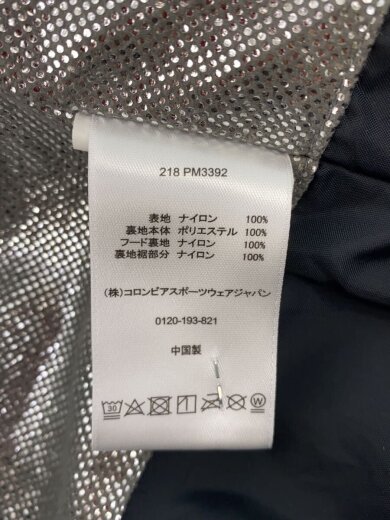 218 PM3392
表地 ナイロン 100%
裏地本体 ポリエステル 100%
フード裏地 ナイロン 100%
裏地裾部分 ナイロン 100%
(株)コロンビアスポーツウェアジャパン
0120-193-821
中国製
30
W